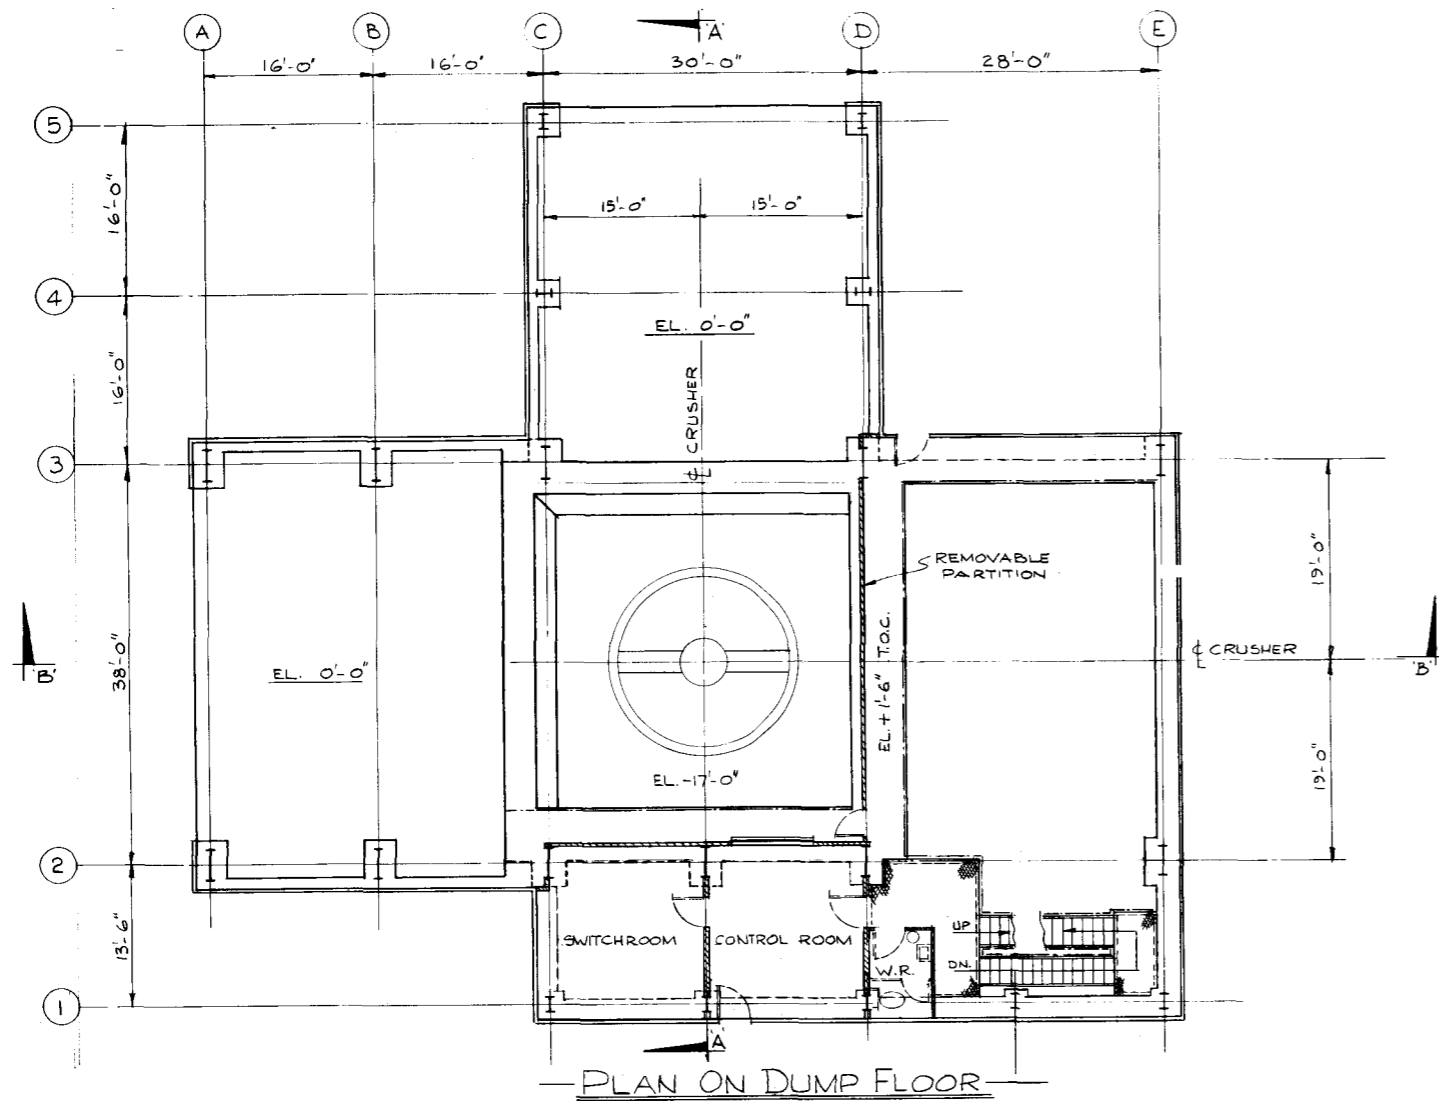 A B C D E
'A'
16'-0" 16'-0" 30'-0" 28'-0"
5
16'-0"
15'-0" 15'-0"
4
EL. 0'-0"
16'-0"
℄ CRUSHER
3
REMOVABLE
PARTITION
19'-0"
38'-0"
EL. 0'-0"
EL. + 1'-6" T.O.C.
℄ CRUSHER
'B' 'B'
EL. -17'-0"
19'-0"
2
13'-6"
SWITCHROOM CONTROL ROOM
W.R.
UP
DN.
1
'A'
PLAN ON DUMP FLOOR